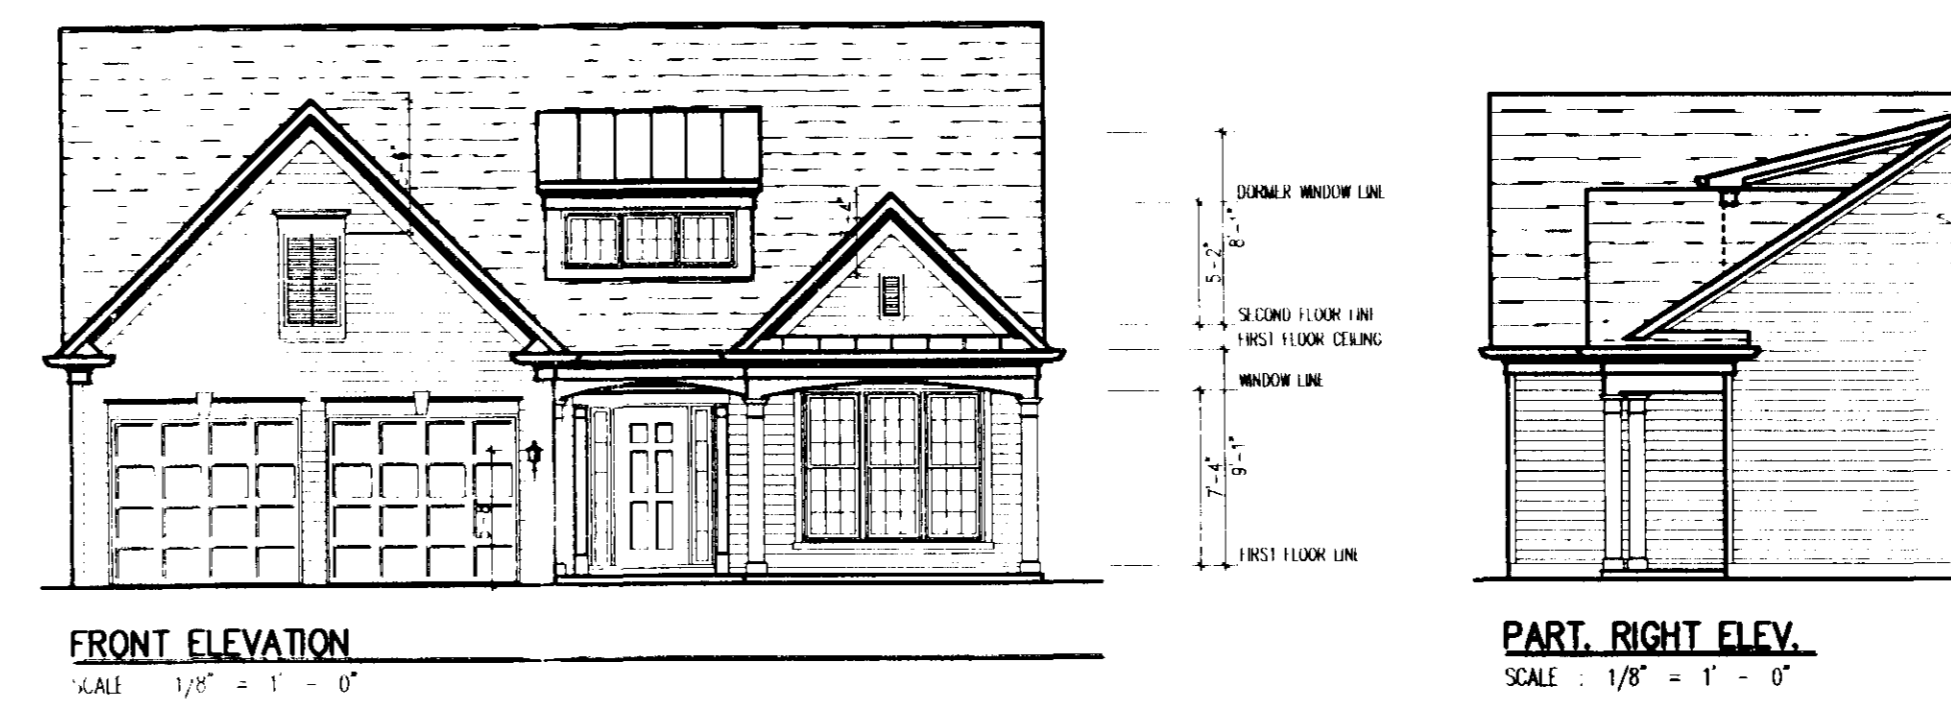 DORMER WINDOW LINE
8'-1"
5'-2"
SECOND FLOOR LINE
FIRST FLOOR CEILING
WINDOW LINE
7'-4"
9'-1"
FIRST FLOOR LINE
FRONT ELEVATION
SCALE 1/8" = 1' - 0"
PART. RIGHT ELEV.
SCALE : 1/8" = 1' - 0"